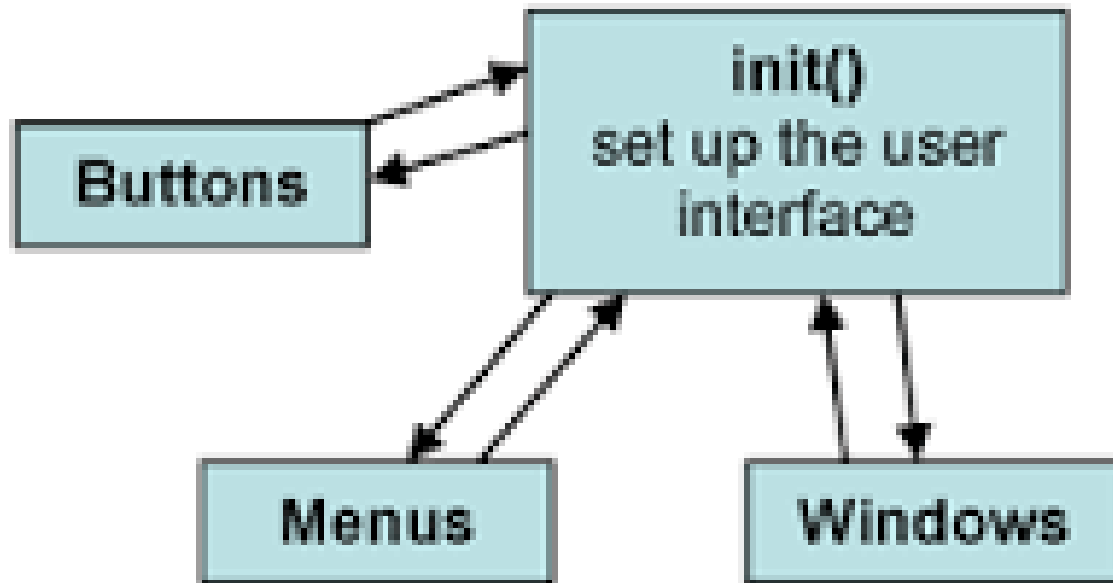 init()
set up the user
interface
Buttons
Menus
Windows